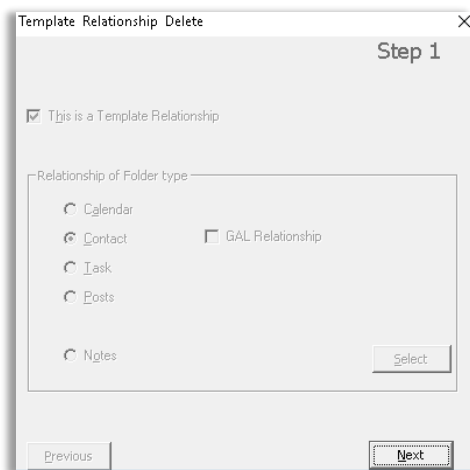 Template Relationship Delete
Step 1
This is a Template Relationship
Relationship of Folder type
Calendar
Contact
GAL Relationship
Task
Posts
Notes
Select
Previous
Next